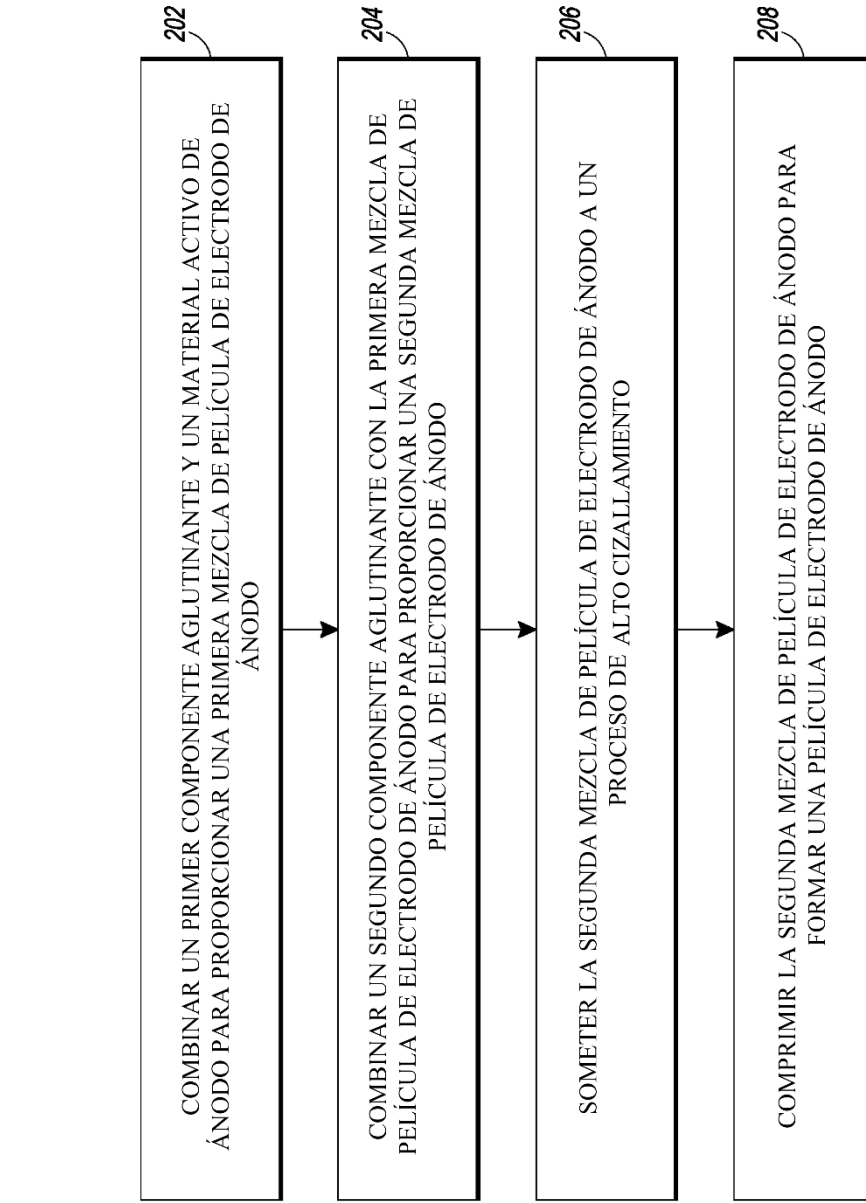 202
COMBINAR UN PRIMER COMPONENTE AGLUTINANTE Y UN MATERIAL ACTIVO DE
ÁNODO PARA PROPORCIONAR UNA PRIMERA MEZCLA DE PELÍCULA DE ELECTRODO DE
ÁNODO
204
COMBINAR UN SEGUNDO COMPONENTE AGLUTINANTE CON LA PRIMERA MEZCLA DE
PELÍCULA DE ELECTRODO DE ÁNODO PARA PROPORCIONAR UNA SEGUNDA MEZCLA DE
PELÍCULA DE ELECTRODO DE ÁNODO
206
SOMETER LA SEGUNDA MEZCLA DE PELÍCULA DE ELECTRODO DE ÁNODO A UN
PROCESO DE ALTO CIZALLAMIENTO
208
COMPRIMIR LA SEGUNDA MEZCLA DE PELÍCULA DE ELECTRODO DE ÁNODO PARA
FORMAR UNA PELÍCULA DE ELECTRODO DE ÁNODO